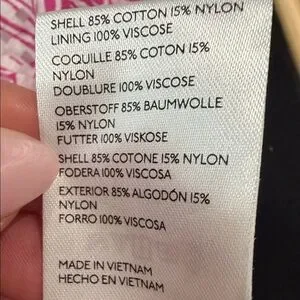 SHELL 85% COTTON 15% NYLON
LINING 100% VISCOSE
COQUILLE 85% COTON 15%
NYLON
DOUBLURE 100% VISCOSE
OBERSTOFF 85% BAUMWOLLE
15% NYLON
FUTTER 100% VISKOSE
SHELL 85% COTONE 15% NYLON
FODERA 100% VISCOSA
EXTERIOR 85% ALGODÓN 15%
NYLON
FORRO 100% VISCOSA
MADE IN VIETNAM
HECHO EN VIETNAM